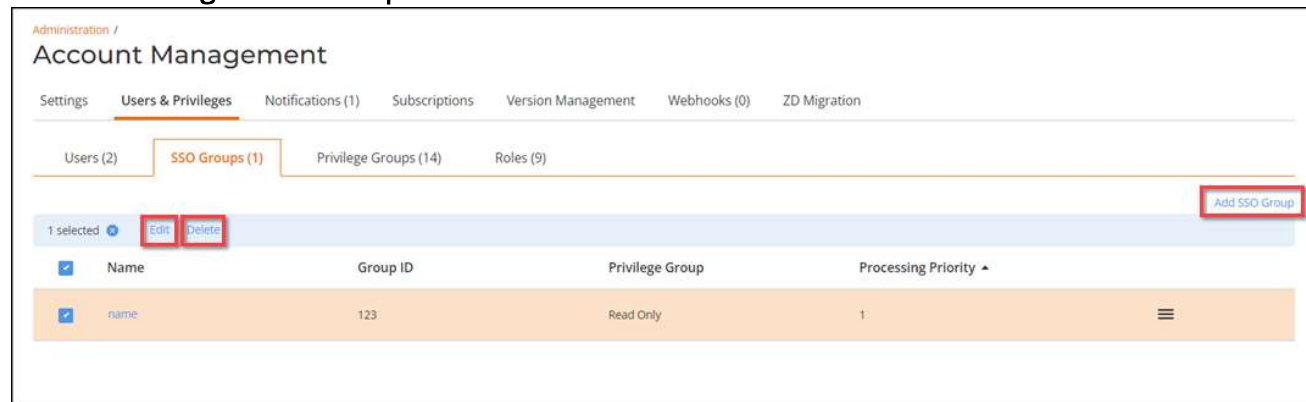 Administration /
Account Management
Settings Users & Privileges Notifications (1) Subscriptions Version Management Webhooks (0) ZD Migration
Users (2) SSO Groups (1) Privilege Groups (14) Roles (9)
Add SSO Group
1 selected Edit Delete
Name Group ID Privilege Group Processing Priority
name 123 Read Only 1